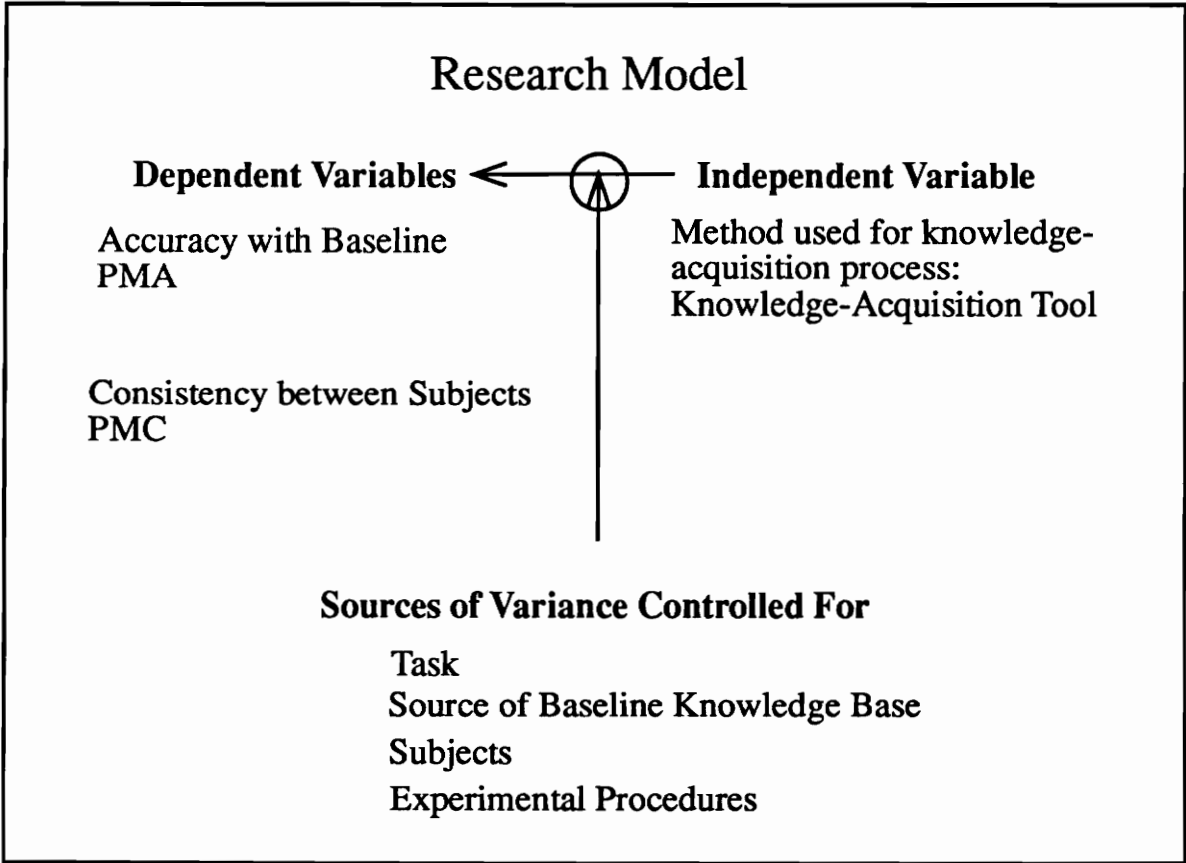 Research Model
Dependent Variables
Independent Variable
Accuracy with Baseline
PMA
Method used for knowledge-
acquisition process:
Knowledge-Acquisition Tool
Consistency between Subjects
PMC
Sources of Variance Controlled For
Task
Source of Baseline Knowledge Base
Subjects
Experimental Procedures